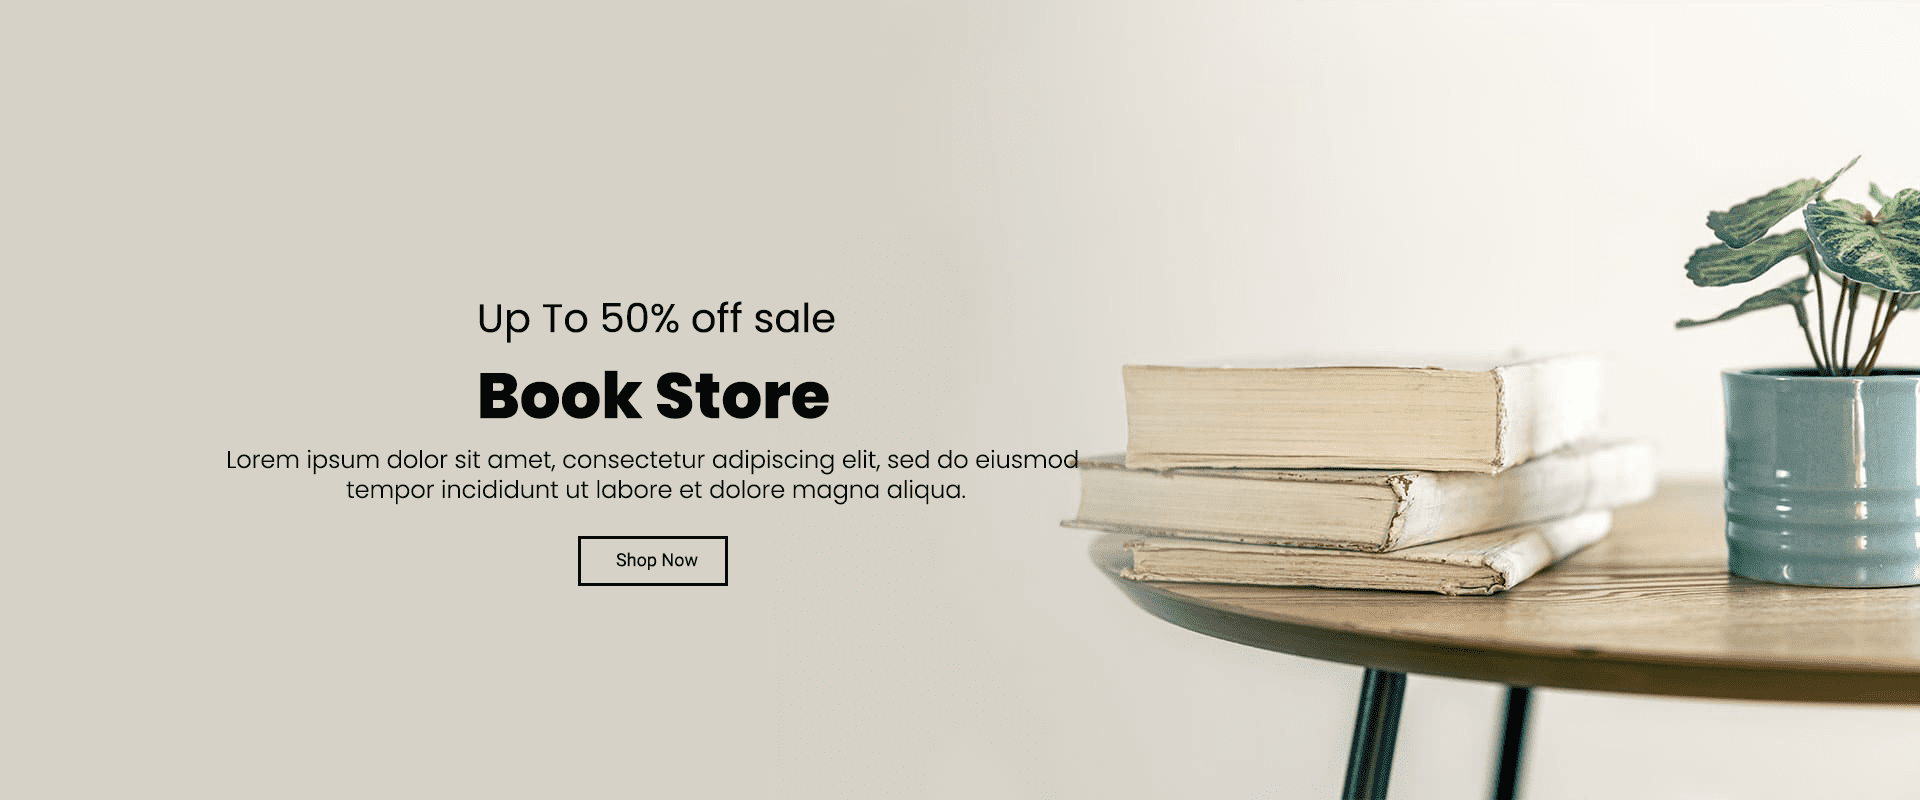 Up To 50% off sale
Book Store
Lorem ipsum dolor sit amet, consectetur adipiscing elit, sed do eiusmod
tempor incididunt ut labore et dolore magna aliqua.
Shop Now